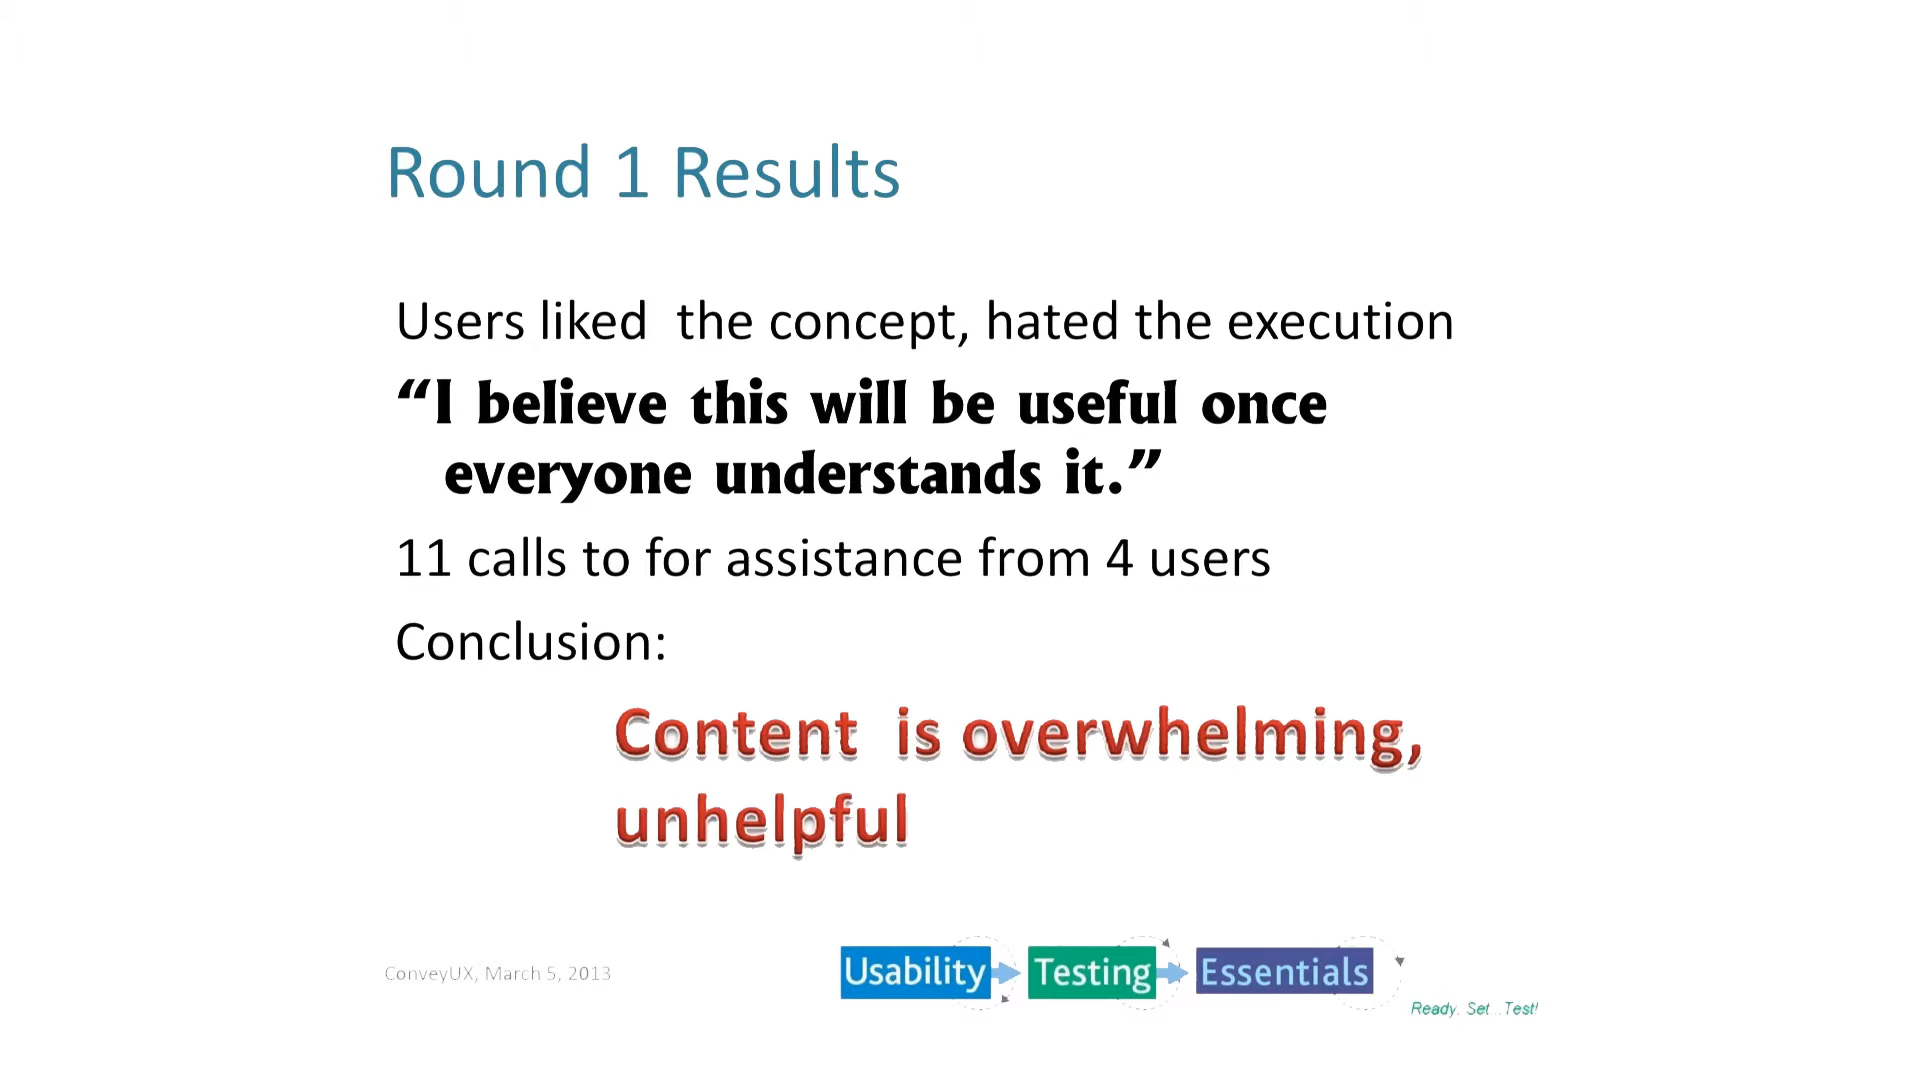 Round 1 Results
Users liked  the concept, hated the execution
“I believe this will be useful once
everyone understands it.”
11 calls to for assistance from 4 users
Conclusion:
Content  is overwhelming,
unhelpful
ConveyUX, March 5, 2013
Usability Testing Essentials
Ready. Set...Test!